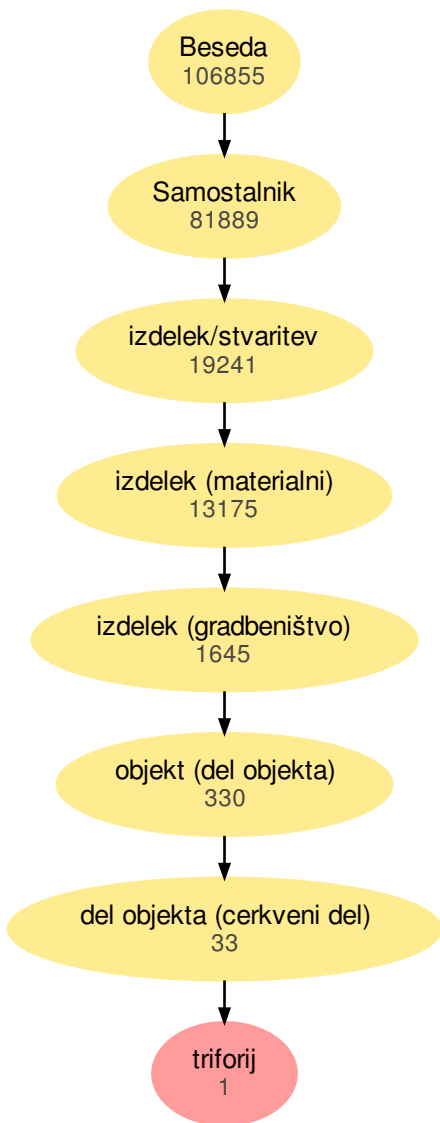 Beseda
106855
Samostalnik
81889
izdelek/stvaritev
19241
izdelek (materialni)
13175
izdelek (gradbeništvo)
1645
objekt (del objekta)
330
del objekta (cerkveni del)
33
triforij
1